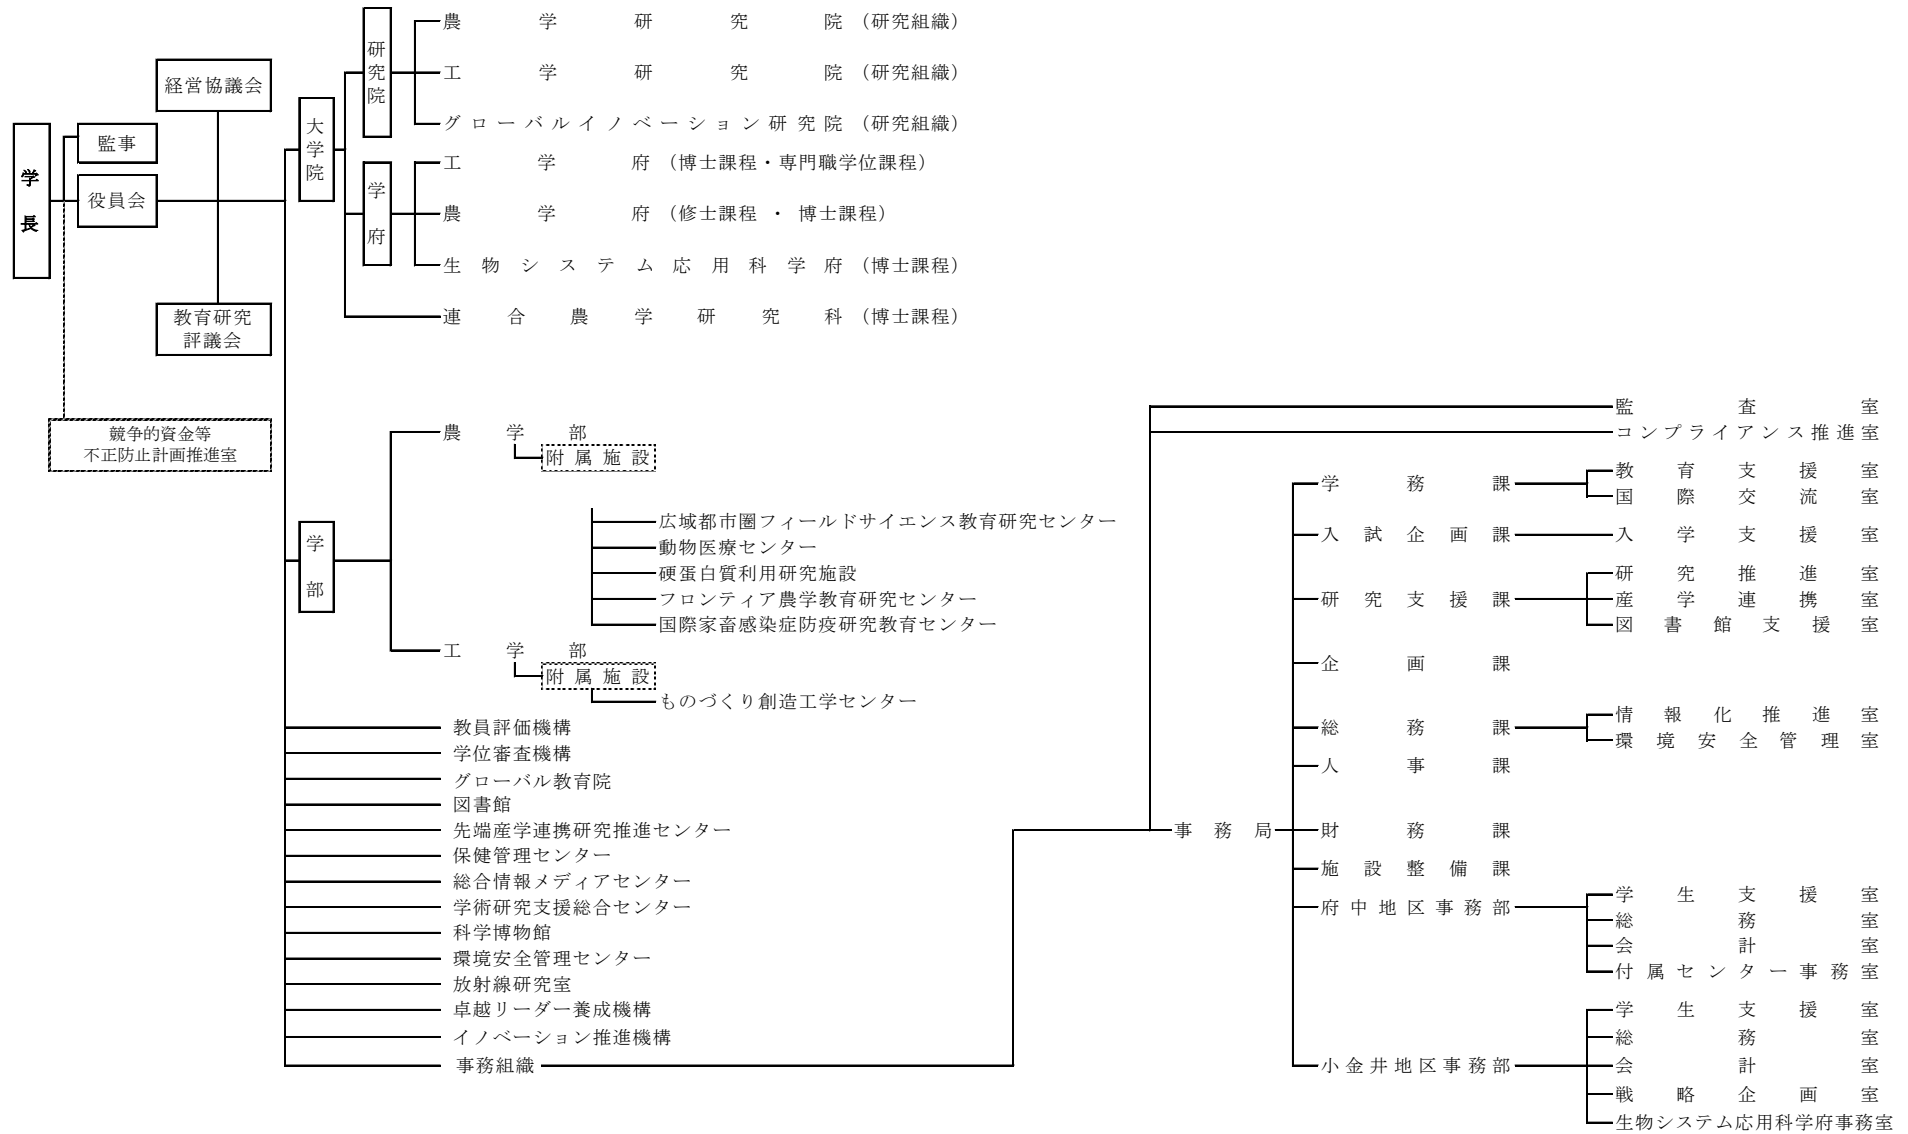 学長
監事
役員会
経営協議会
教育研究
評議会
競争的資金等
不正防止計画推進室
大学院
研究院
農学研究院(研究組織)
工学研究院(研究組織)
グローバルイノベーション研究院(研究組織)
学府
工学府(博士課程・専門職学位課程)
農学府(修士課程 ・ 博士課程)
生物システム応用科学府(博士課程)
連合農学研究科(博士課程)
学部
農学部
附属施設
広域都市圏フィールドサイエンス教育研究センター
動物医療センター
硬蛋白質利用研究施設
フロンティア農学教育研究センター
国際家畜感染症防疫研究教育センター
工学部
附属施設
ものづくり創造工学センター
教員評価機構
学位審査機構
グローバル教育院
図書館
先端産学連携研究推進センター
保健管理センター
総合情報メディアセンター
学術研究支援総合センター
科学博物館
環境安全管理センター
放射線研究室
卓越リーダー養成機構
イノベーション推進機構
事務組織
監査室
コンプライアンス推進室
事務局
学務課
教育支援室
国際交流室
入試企画課
入学支援室
研究支援課
研究推進室
産学連携室
図書館支援室
企画課
総務課
情報化推進室
環境安全管理室
人事課
財務課
施設整備課
府中地区事務部
学生支援室
総務室
会計室
付属センター事務室
小金井地区事務部
学生支援室
総務室
会計室
戦略企画室
生物システム応用科学府事務室